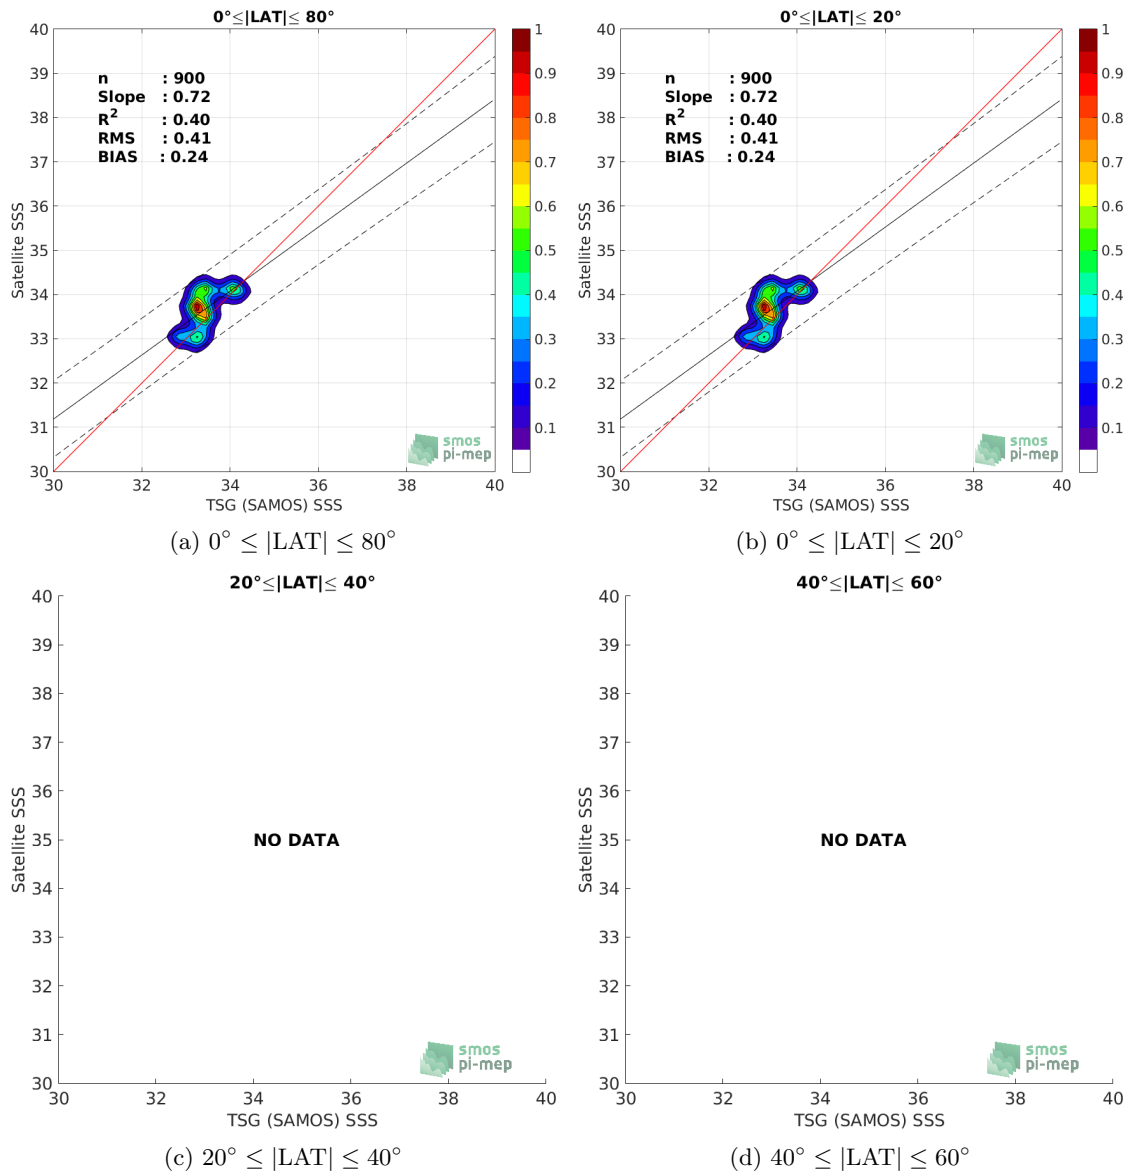 0°≤|LAT|≤ 80°
40
39
38
37
36
35
34
33
32
31
30
Satellite SSS
n : 900
Slope : 0.72
R2 : 0.40
RMS : 0.41
BIAS : 0.24
smos
pi-mep
30 32 34 36 38 40
TSG (SAMOS) SSS
1
0.9
0.8
0.7
0.6
0.5
0.4
0.3
0.2
0.1
(a) 0° ≤ |LAT| ≤ 80°
0°≤|LAT|≤ 20°
40
39
38
37
36
35
34
33
32
31
30
Satellite SSS
n : 900
Slope : 0.72
R2 : 0.40
RMS : 0.41
BIAS : 0.24
smos
pi-mep
30 32 34 36 38 40
TSG (SAMOS) SSS
1
0.9
0.8
0.7
0.6
0.5
0.4
0.3
0.2
0.1
(b) 0° ≤ |LAT| ≤ 20°
20°≤|LAT|≤ 40°
40
39
38
37
36
35
34
33
32
31
30
Satellite SSS
NO DATA
smos
pi-mep
30 32 34 36 38 40
TSG (SAMOS) SSS
(c) 20° ≤ |LAT| ≤ 40°
40°≤|LAT|≤ 60°
40
39
38
37
36
35
34
33
32
31
30
Satellite SSS
NO DATA
smos
pi-mep
30 32 34 36 38 40
TSG (SAMOS) SSS
(d) 40° ≤ |LAT| ≤ 60°